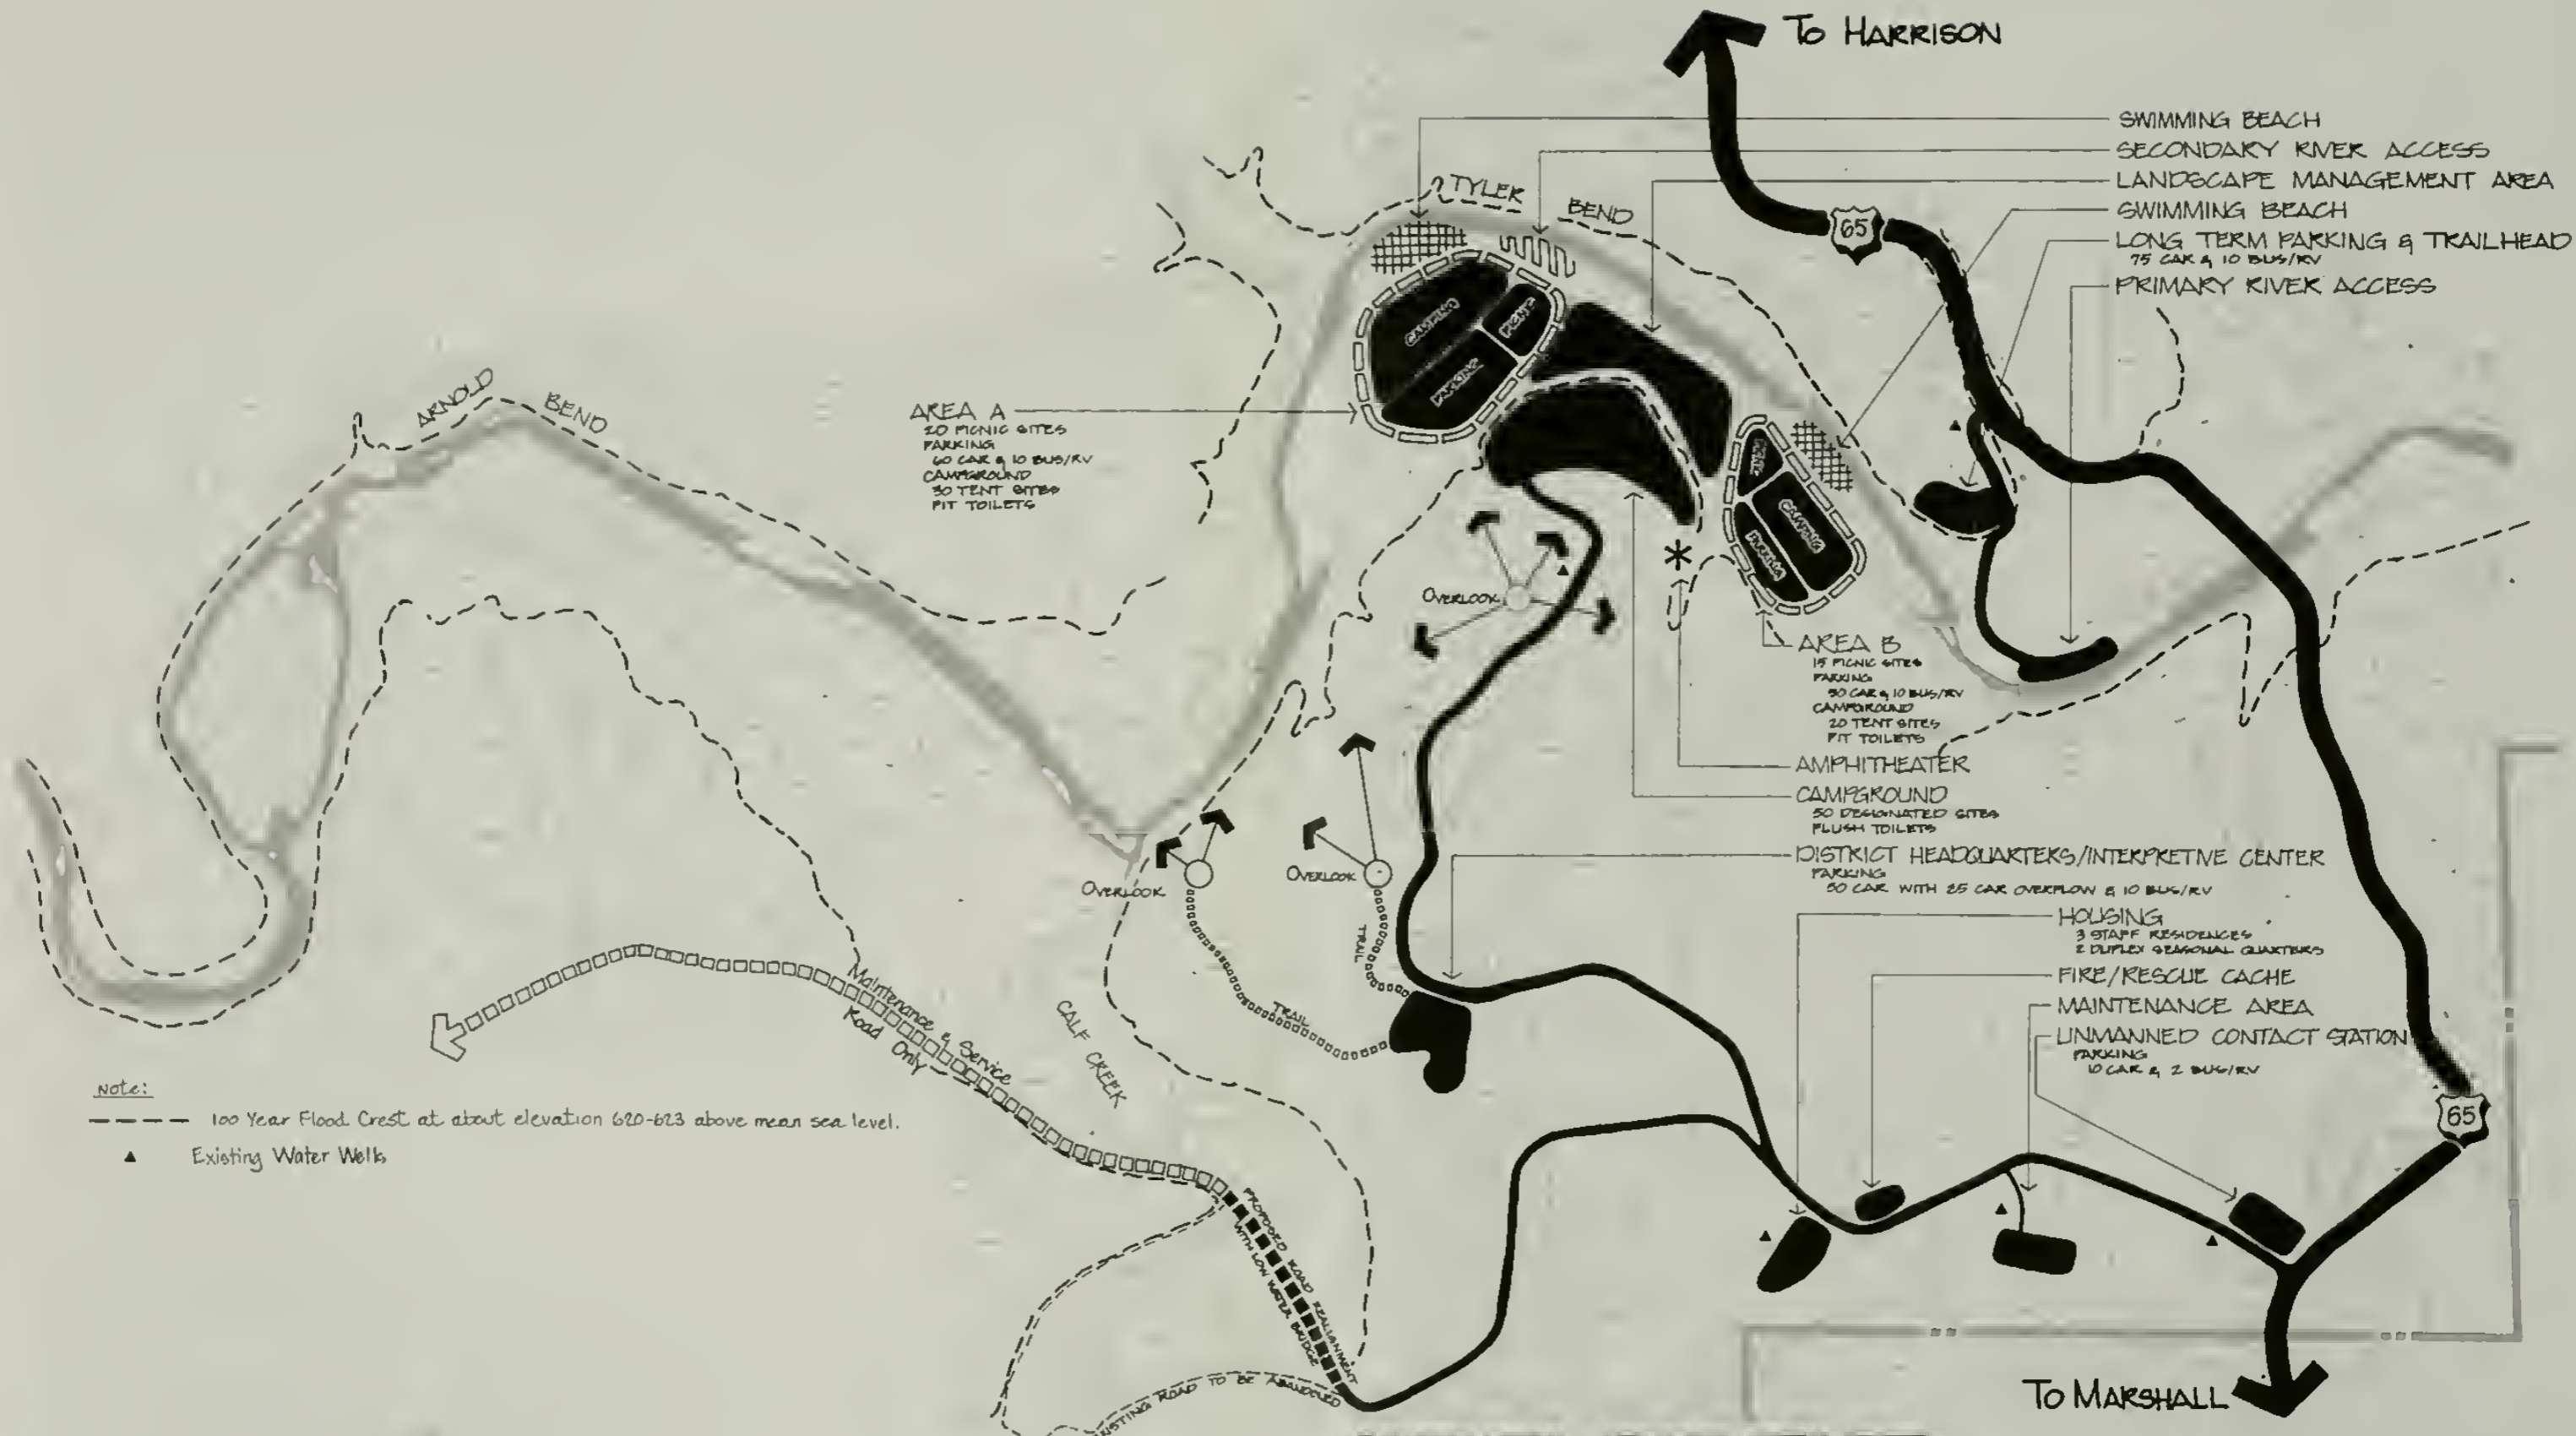 To HARRISON
SWIMMING BEACH
SECONDARY RIVER ACCESS
LANDSCAPE MANAGEMENT AREA
SWIMMING BEACH
LONG TERM PARKING & TRAILHEAD
75 CAR & 10 BUS/RV
PRIMARY RIVER ACCESS
65
TYLER BEND
CAMPING
PICNIC
PARKING
ARNOLD BEND
AREA A
20 PICNIC SITES
PARKING
60 CAR & 10 BUS/RV
CAMPGROUND
30 TENT SITES
PIT TOILETS
CAMPING
PARKING
OVERLOOK
AREA B
15 PICNIC SITES
PARKING
50 CAR & 10 BUS/RV
CAMPGROUND
20 TENT SITES
PIT TOILETS
AMPHITHEATER
CAMPGROUND
50 DESIGNATED SITES
FLUSH TOILETS
DISTRICT HEADQUARTERS/INTERPRETIVE CENTER
PARKING
50 CAR WITH 25 CAR OVERFLOW & 10 BUS/RV
OVERLOOK
OVERLOOK
TRAIL
TRAIL
HOUSING
3 STAFF RESIDENCES
2 DUPLEX SEASONAL QUARTERS
FIRE/RESCUE CACHE
MAINTENANCE AREA
UNMANNED CONTACT STATION
PARKING
10 CAR & 2 BUS/RV
65
Maintenance & Service
Road Only
CALF CREEK
Note:
100 Year Flood Crest at about elevation 620-623 above mean sea level.
Existing Water Wells
PROPOSED ROAD REALIGNMENT
WITH LOW WATER BRIDGE
ROAD TO BE ABANDONED
To MARSHALL